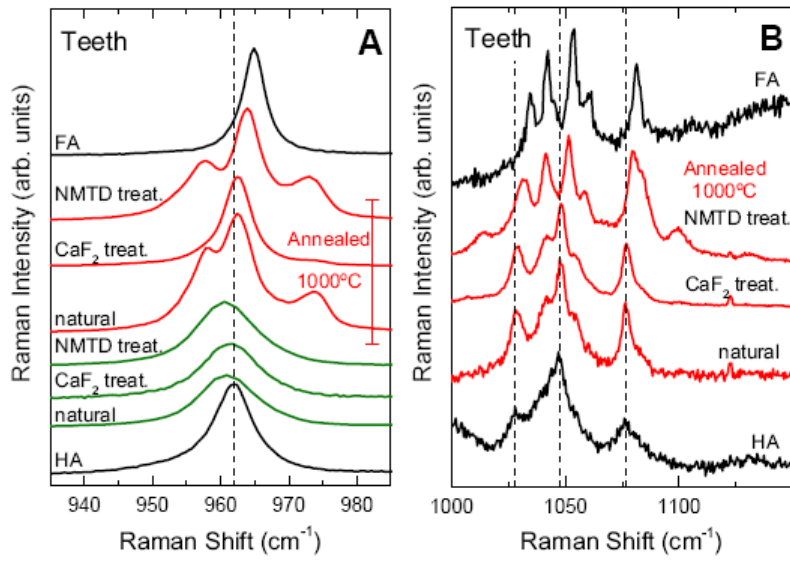 Teeth
A
FA
NMTD treat.
CaF2 treat.
Annealed
1000ºC
natural
NMTD treat.
CaF2 treat.
natural
HA
940 950 960 970 980
Raman Shift (cm-1)
Raman Intensity (arb. units)
Teeth
B
FA
Annealed
1000ºC
NMTD treat.
CaF2 treat.
natural
HA
1000 1050 1100
Raman Shift (cm-1)
Raman Intensity (arb. units)